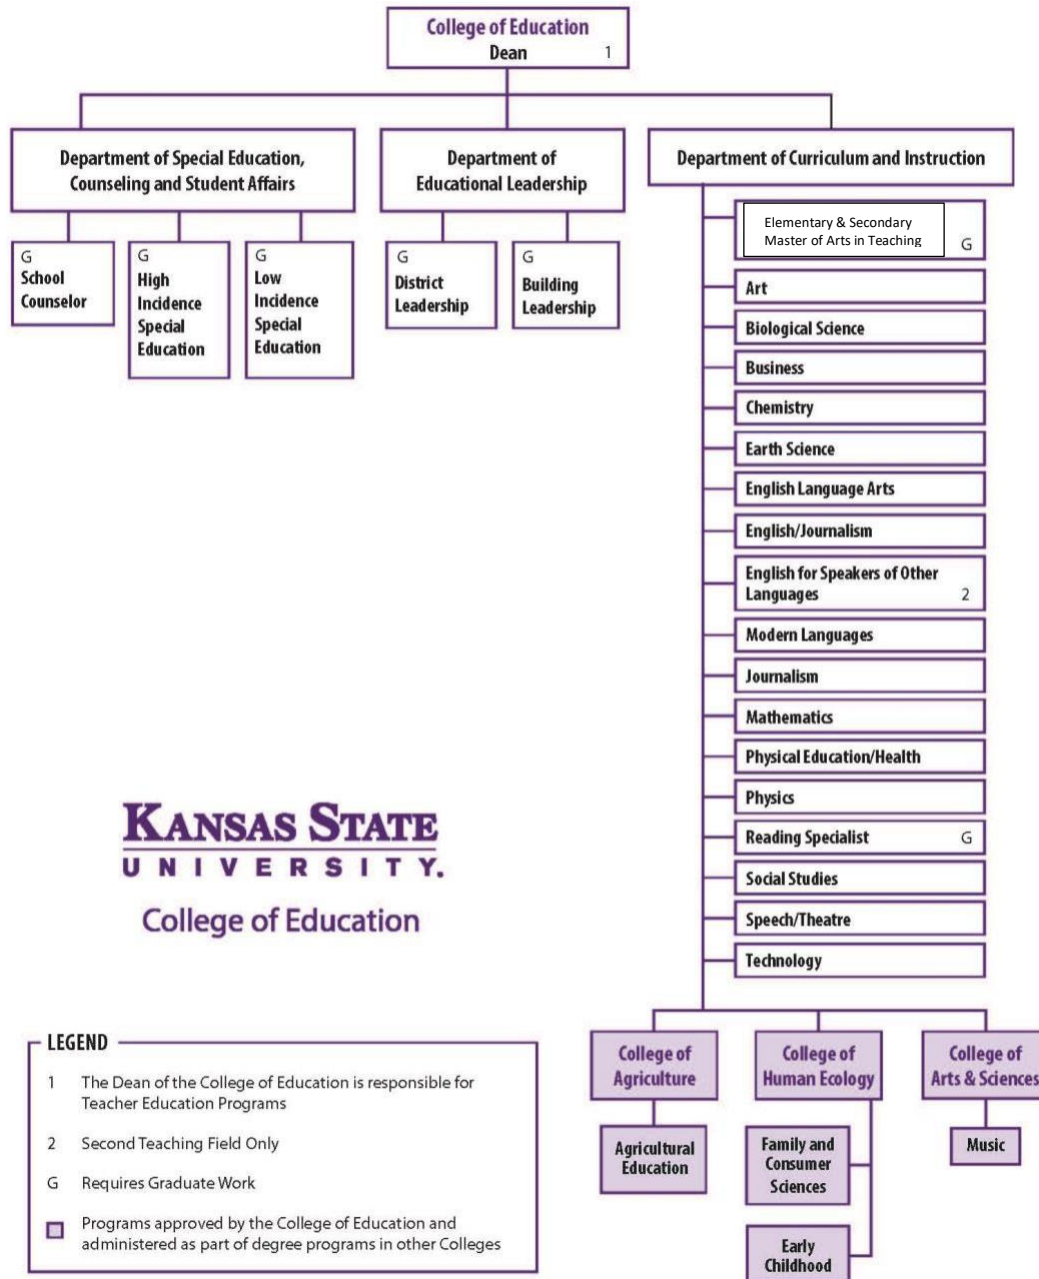 College of Education
Dean 1
Department of Special Education,
Counseling and Student Affairs
G
School
Counselor
G
High
Incidence
Special
Education
G
Low
Incidence
Special
Education
Department of
Educational Leadership
G
District
Leadership
G
Building
Leadership
Department of Curriculum and Instruction
Elementary & Secondary
Master of Arts in Teaching
G
Art
Biological Science
Business
Chemistry
Earth Science
English Language Arts
English/Journalism
English for Speakers of Other
Languages 2
Modern Languages
Journalism
Mathematics
Physical Education/Health
Physics
Reading Specialist G
Social Studies
Speech/Theatre
Technology
College of
Agriculture
Agricultural
Education
College of
Human Ecology
Family and
Consumer
Sciences
Early
Childhood
College of
Arts & Sciences
Music
KANSAS STATE
UNIVERSITY.
College of Education
LEGEND
1 The Dean of the College of Education is responsible for
Teacher Education Programs
2 Second Teaching Field Only
G Requires Graduate Work
Programs approved by the College of Education and
administered as part of degree programs in other Colleges